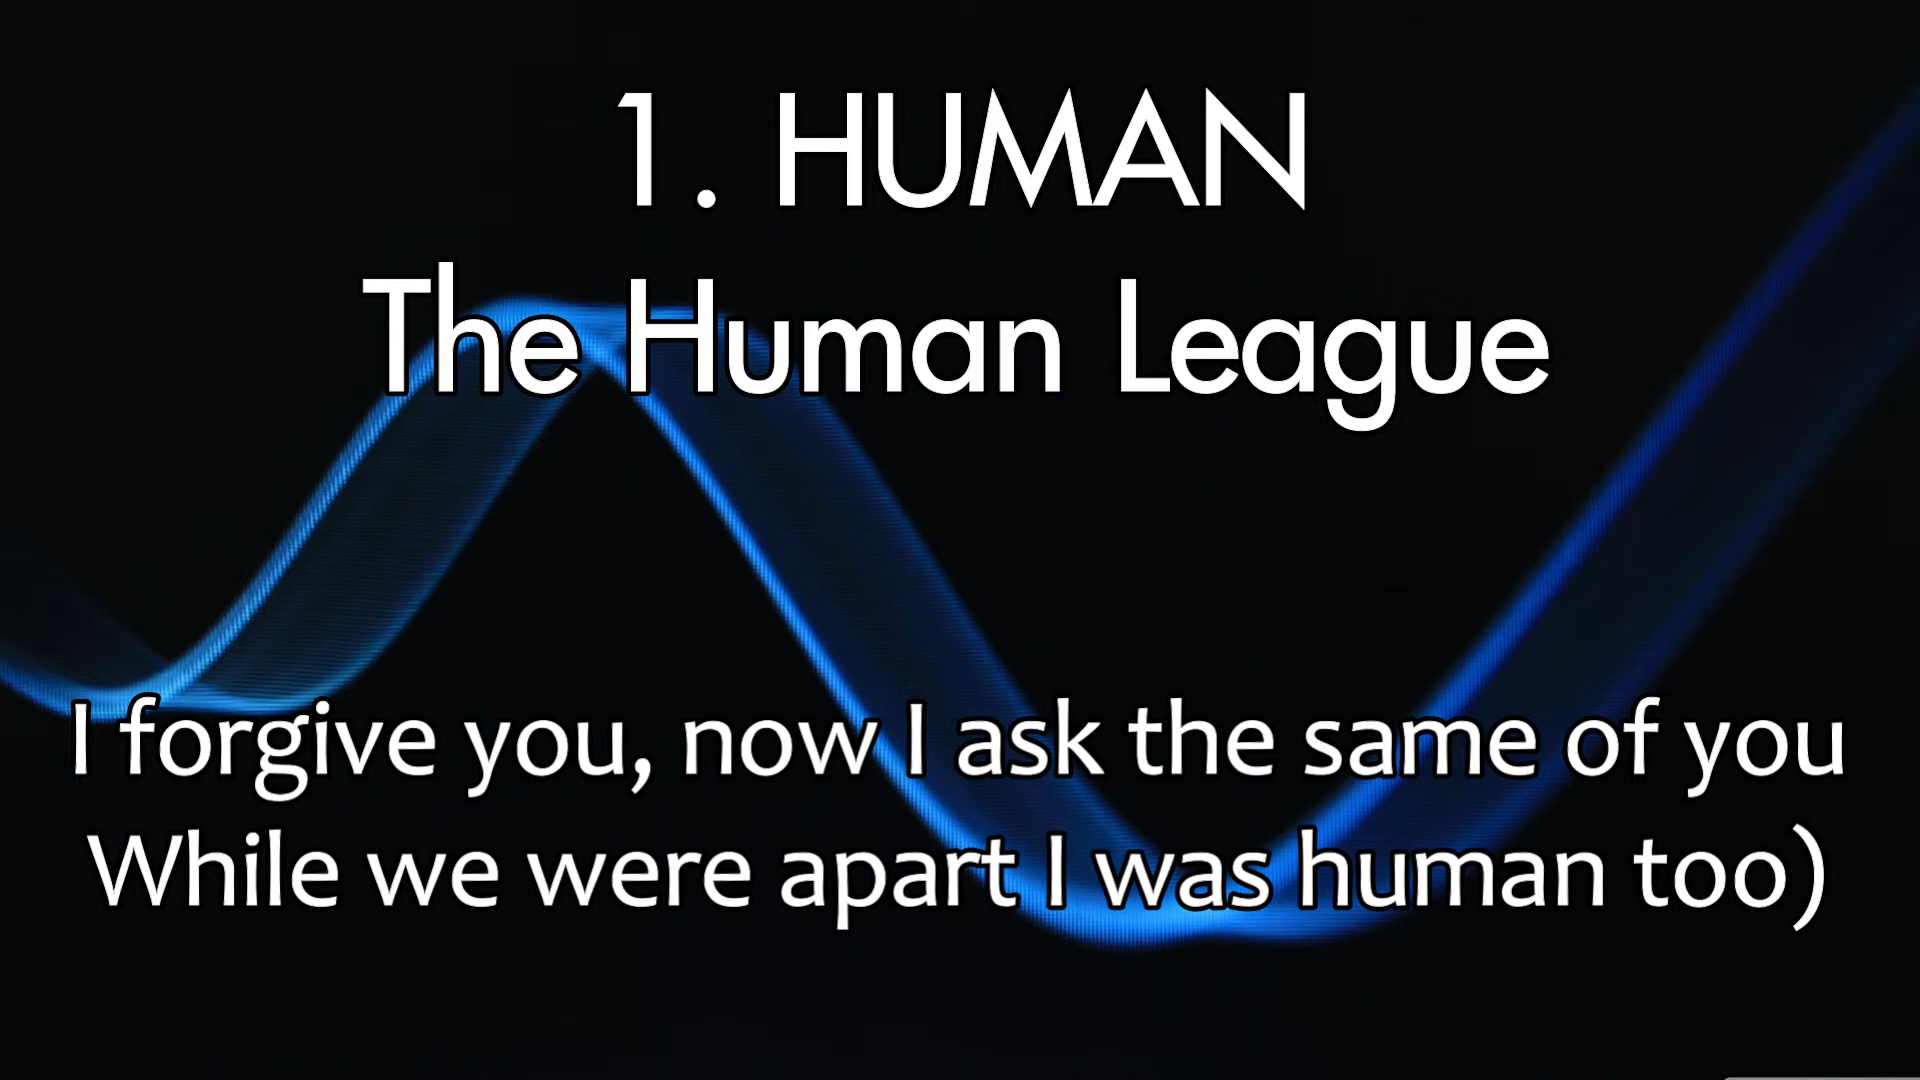 1. HUMAN
The Human League
I forgive you, now I ask the same of you
While we were apart I was human too)